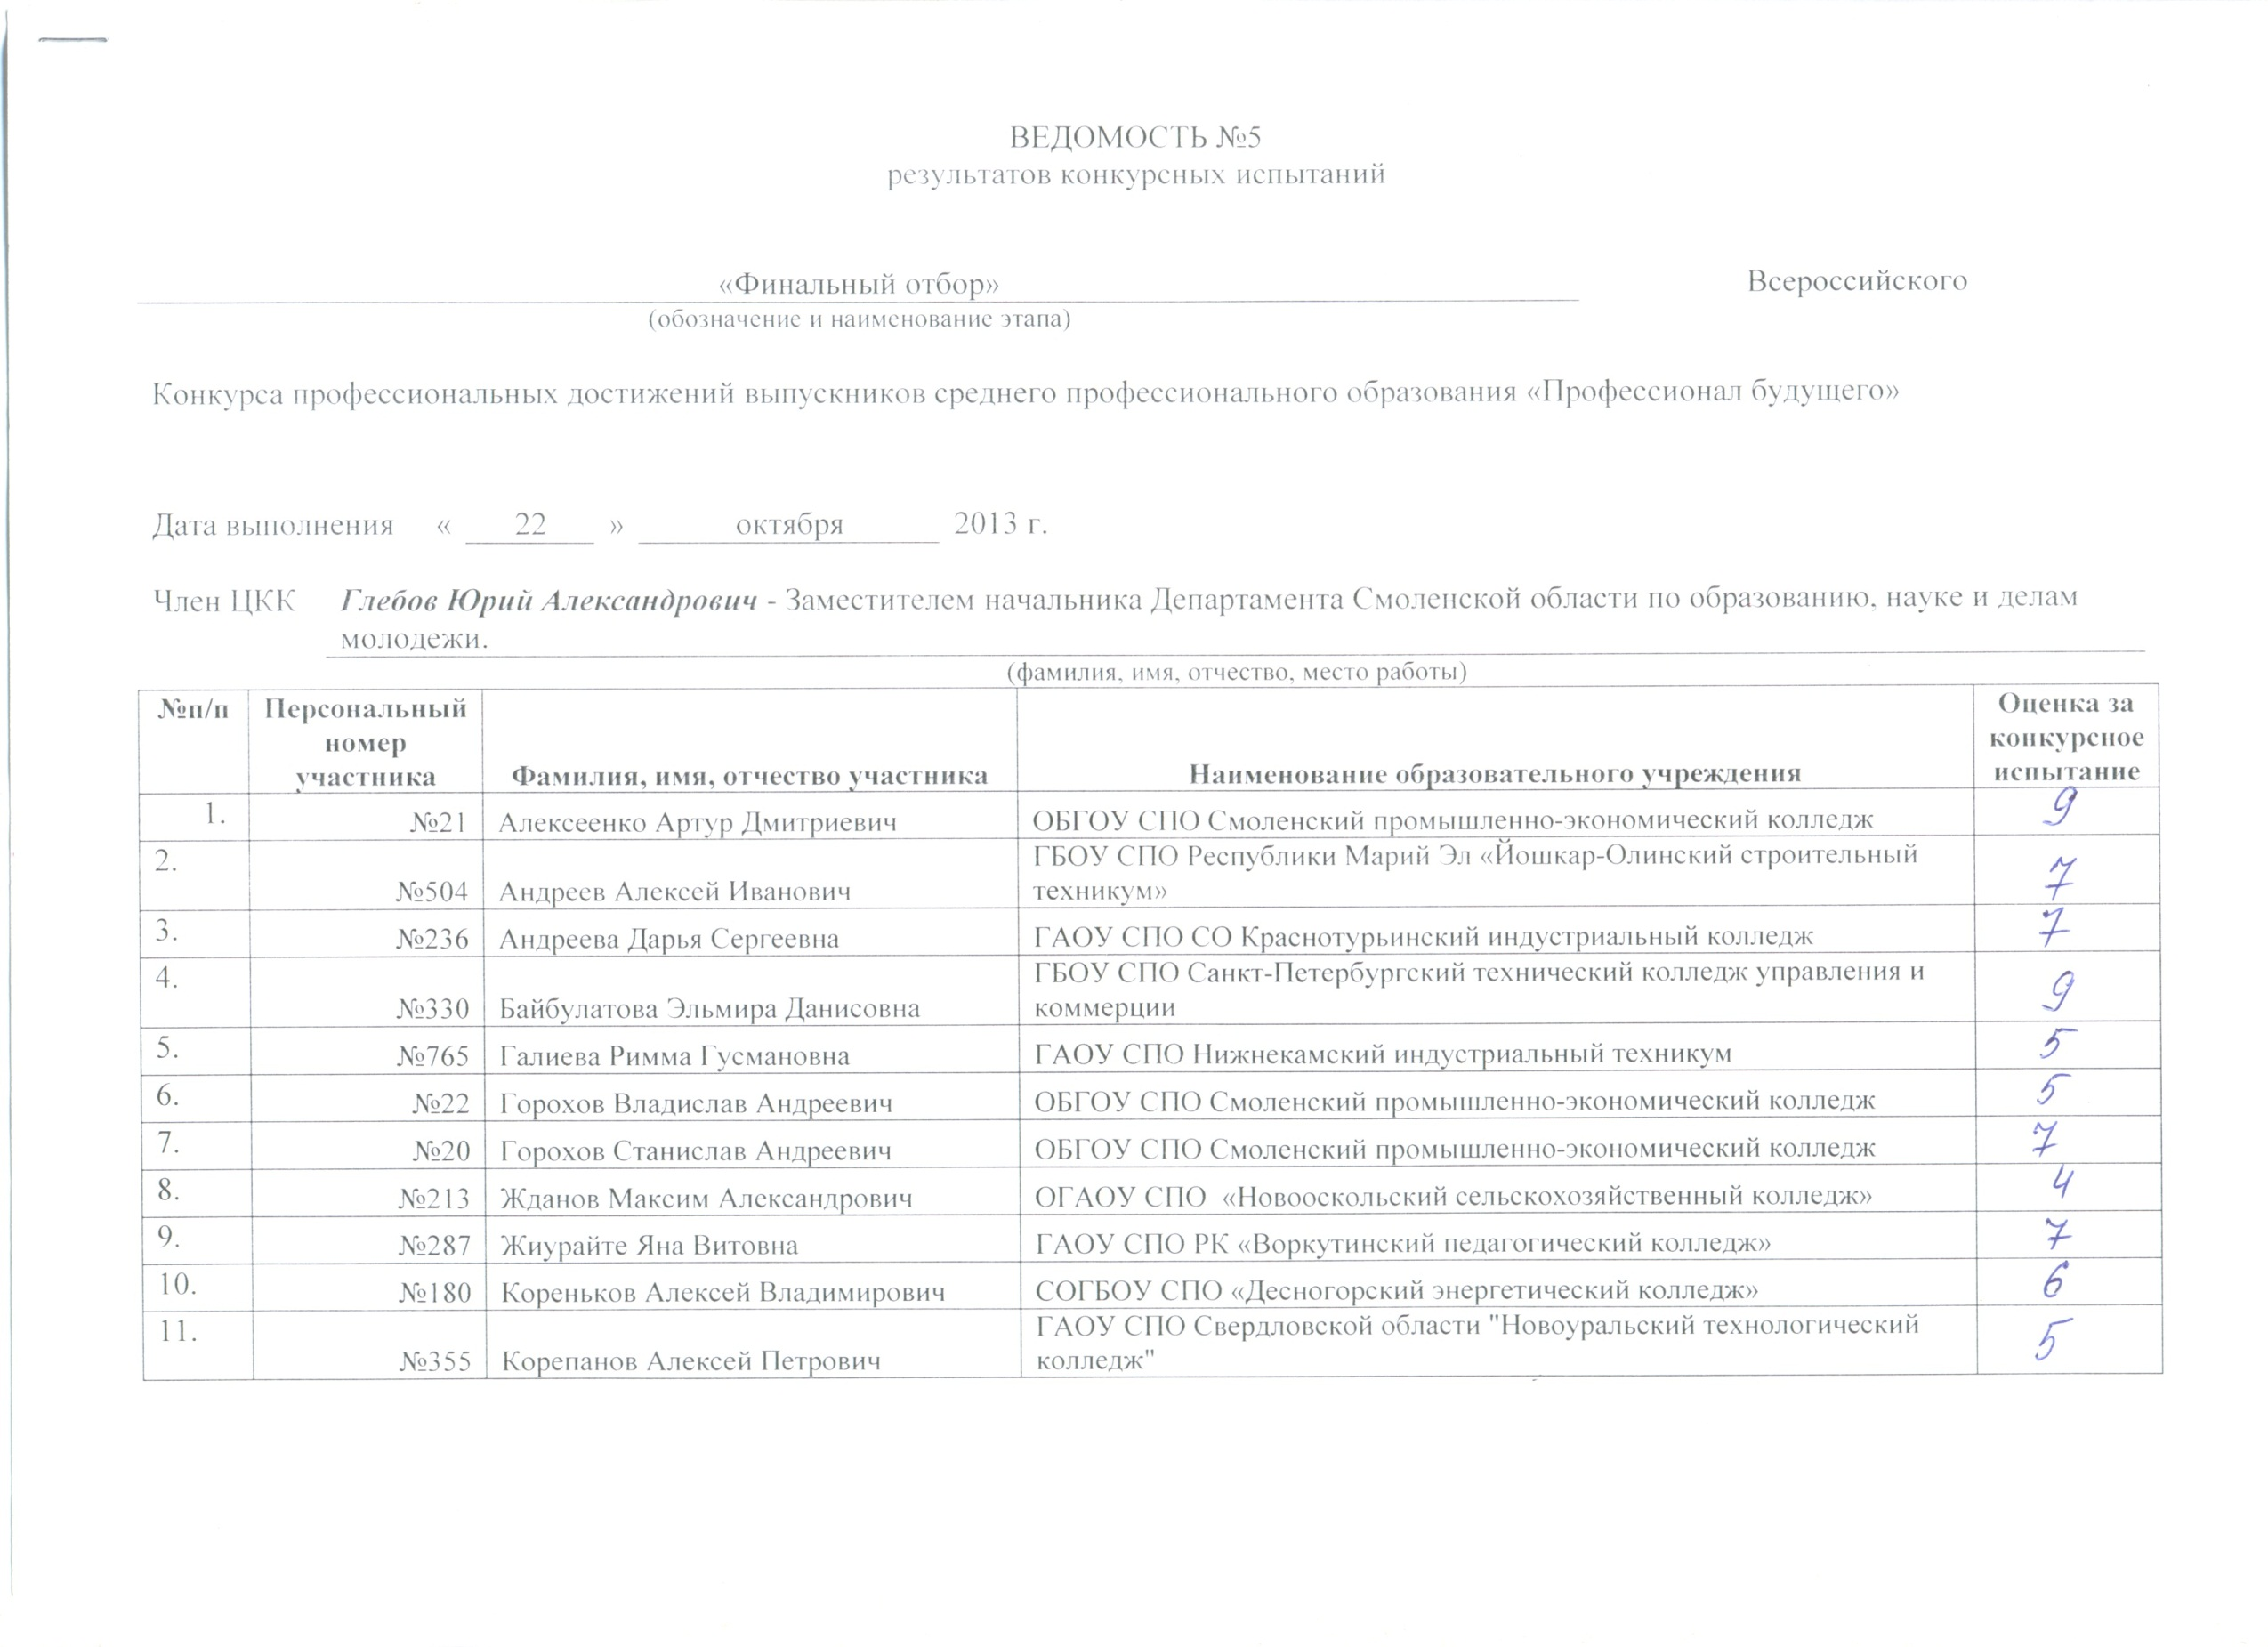 ВЕДОМОСТЬ №5
результатов конкурсных испытаний
«Финальный отбор» Всероссийского
(обозначение и наименование этапа)
Конкурса профессиональных достижений выпускников среднего профессионального образования «Профессионал будущего»
Дата выполнения « 22 » октября 2013 г.
Член ЦКК Глебов Юрий Александрович - Заместителем начальника Департамента Смоленской области по образованию, науке и делам
молодежи.
(фамилия, имя, отчество, место работы)
№п/п Персональный номер участника Фамилия, имя, отчество участника Наименование образовательного учреждения Оценка за конкурсное испытание
1. №21 Алексеенко Артур Дмитриевич ОБГОУ СПО Смоленский промышленно-экономический колледж 9
2. №504 Андреев Алексей Иванович ГБОУ СПО Республики Марий Эл «Йошкар-Олинский строительный техникум» 7
3. №236 Андреева Дарья Сергеевна ГАОУ СПО СО Краснотурьинский индустриальный колледж 7
4. №330 Байбулатова Эльмира Данисовна ГБОУ СПО Санкт-Петербургский технический колледж управления и коммерции 9
5. №765 Галиева Римма Гусмановна ГАОУ СПО Нижнекамский индустриальный техникум 5
6. №22 Горохов Владислав Андреевич ОБГОУ СПО Смоленский промышленно-экономический колледж 5
7. №20 Горохов Станислав Андреевич ОБГОУ СПО Смоленский промышленно-экономический колледж 7
8. №213 Жданов Максим Александрович ОГАОУ СПО «Новооскольский сельскохозяйственный колледж» 4
9. №287 Жиурайте Яна Витовна ГАОУ СПО РК «Воркутинский педагогический колледж» 7
10. №180 Кореньков Алексей Владимирович СОГБОУ СПО «Десногорский энергетический колледж» 6
11. №355 Корепанов Алексей Петрович ГАОУ СПО Свердловской области "Новоуральский технологический колледж" 5